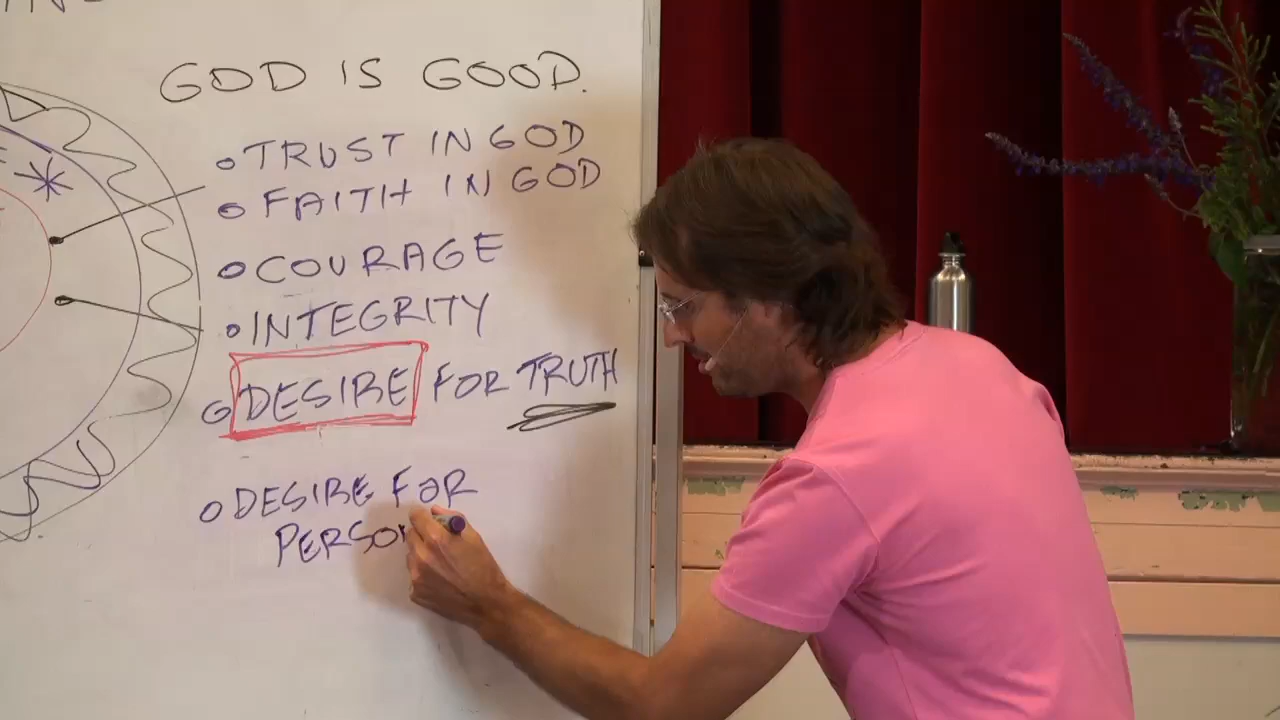 GOD IS GOOD.
TRUST IN GOD
FAITH IN GOD
COURAGE
INTEGRITY
DESIRE FOR TRUTH
DESIRE FOR